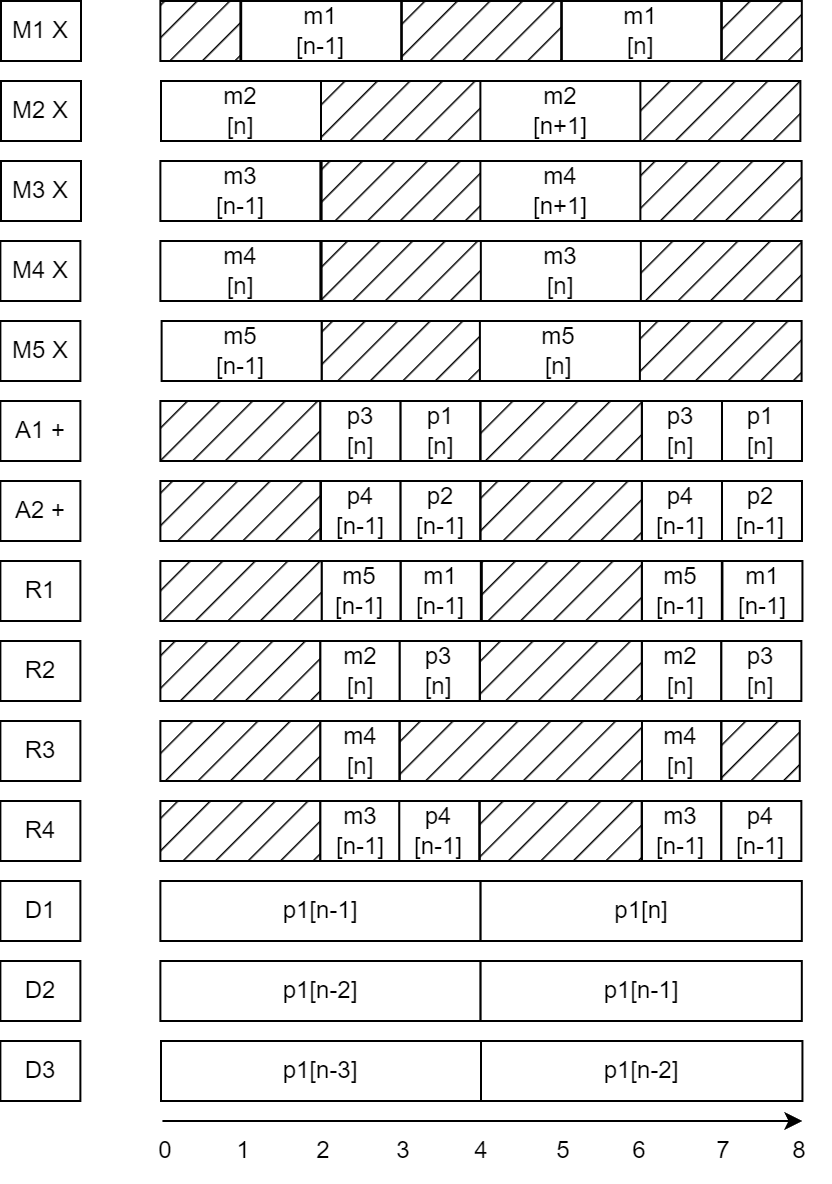 M1 X
m1
[n-1]
m1
[n]
M2 X
m2
[n]
m2
[n+1]
M3 X
m3
[n-1]
m4
[n+1]
M4 X
m4
[n]
m3
[n]
M5 X
m5
[n-1]
m5
[n]
A1 +
p3
[n]
p1
[n]
p3
[n]
p1
[n]
A2 +
p4
[n-1]
p2
[n-1]
p4
[n-1]
p2
[n-1]
R1
m5
[n-1]
m1
[n-1]
m5
[n-1]
m1
[n-1]
R2
m2
[n]
p3
[n]
m2
[n]
p3
[n]
R3
m4
[n]
m4
[n]
R4
m3
[n-1]
p4
[n-1]
m3
[n-1]
p4
[n-1]
D1
p1[n-1]
p1[n]
D2
p1[n-2]
p1[n-1]
D3
p1[n-3]
p1[n-2]
0 1 2 3 4 5 6 7 8